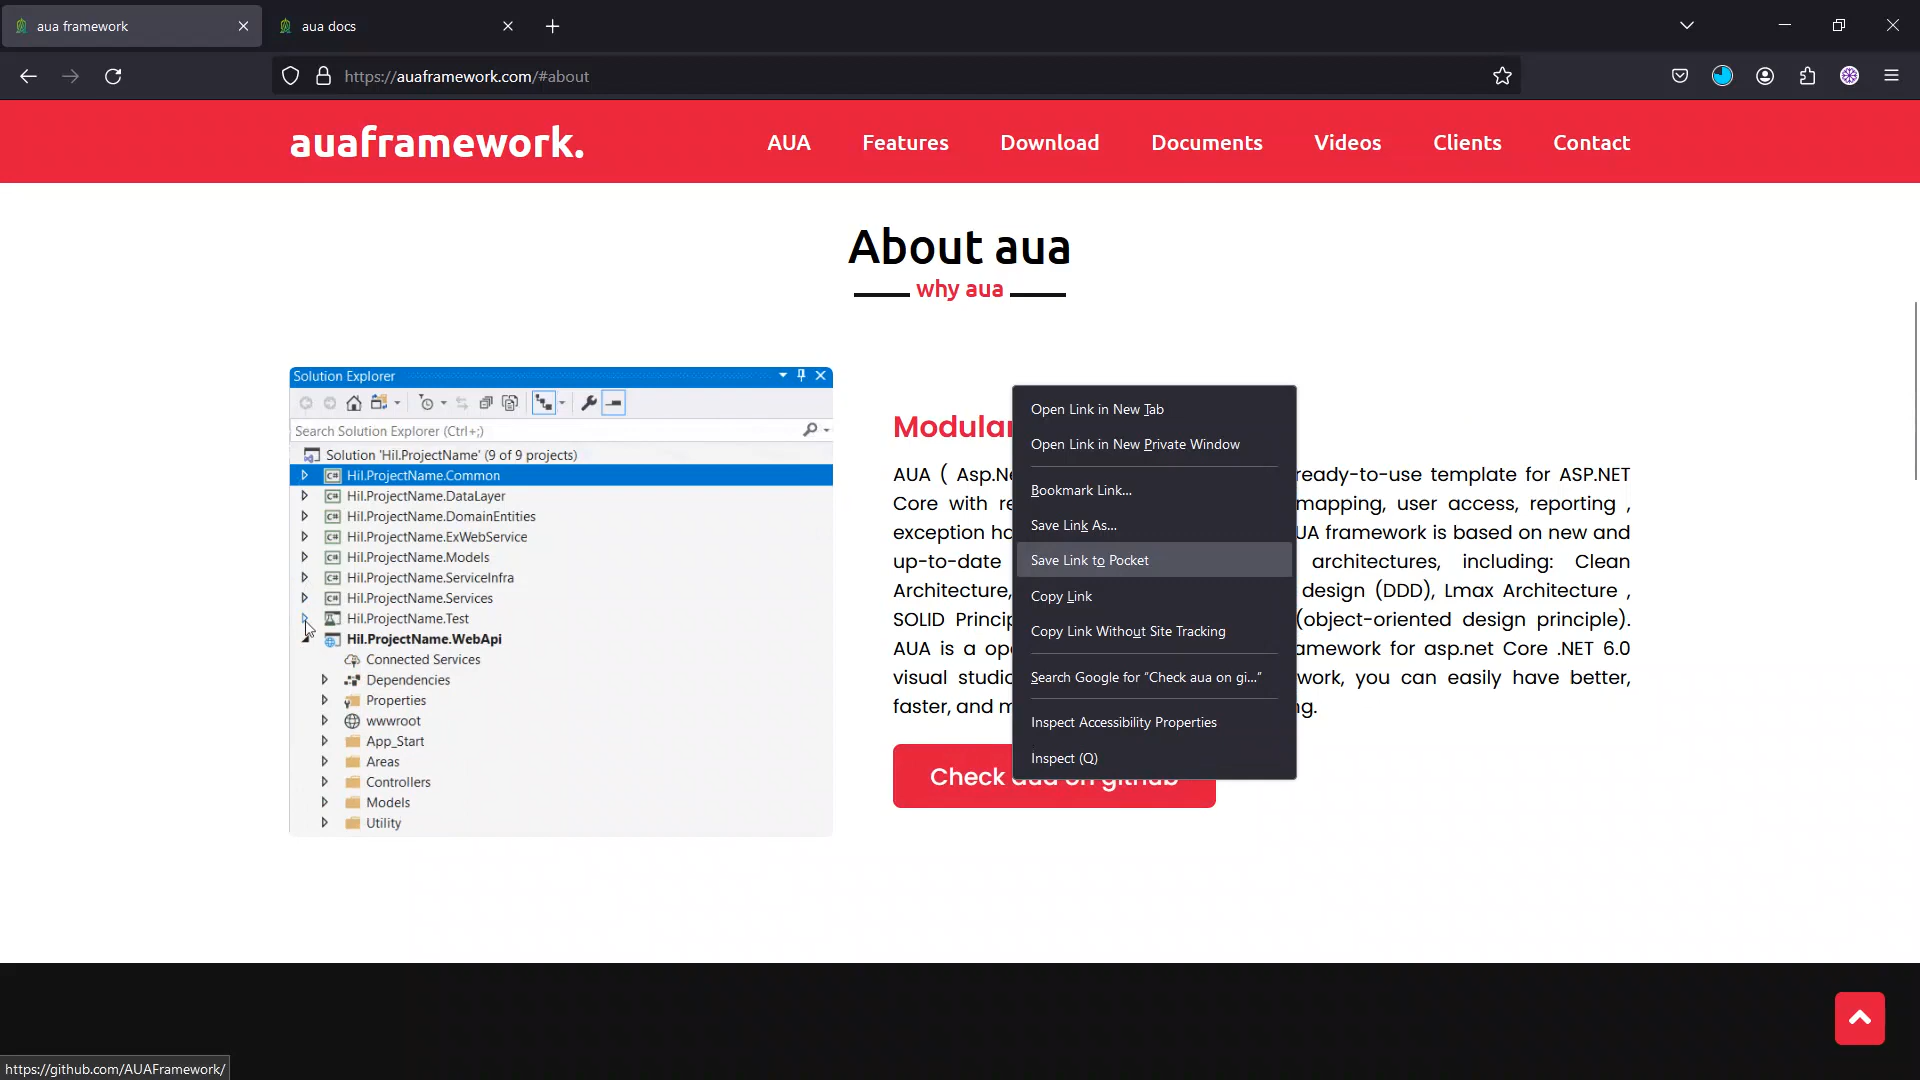 aua framework
aua docs
https://auaframework.com/#about
auaframework.
AUA
Features
Download
Documents
Videos
Clients
Contact
About aua
why aua
Solution Explorer
Search Solution Explorer (Ctrl+;)
Solution 'Hil.ProjectName' (9 of 9 projects)
Hil.ProjectName.Common
Hil.ProjectName.DataLayer
Hil.ProjectName.DomainEntities
Hil.ProjectName.ExWebService
Hil.ProjectName.Models
Hil.ProjectName.ServiceInfra
Hil.ProjectName.Services
Hil.ProjectName.Test
Hil.ProjectName.WebApi
Connected Services
Dependencies
Properties
wwwroot
App_Start
Areas
Controllers
Models
Utility
Modular
AUA ( Asp.Ne ready-to-use template for ASP.NET
Core with re mapping, user access, reporting ,
exception ha UA framework is based on new and
up-to-date architectures, including: Clean
Architecture, design (DDD), Lmax Architecture ,
SOLID Princip (object-oriented design principle).
AUA is a ope amework for asp.net Core .NET 6.0
visual studio work, you can easily have better,
faster, and m ng.
Check aua on github
Open Link in New Tab
Open Link in New Private Window
Bookmark Link...
Save Link As...
Save Link to Pocket
Copy Link
Copy Link Without Site Tracking
Search Google for “Check aua on gi...”
Inspect Accessibility Properties
Inspect (Q)
https://github.com/AUAFramework/